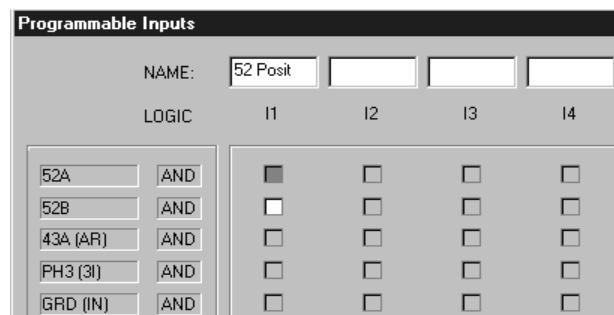 Programmable Inputs
NAME: 52 Posit
LOGIC I1 I2 I3 I4
52A AND
52B AND
43A (AR) AND
PH3 (3I) AND
GRD (IN) AND